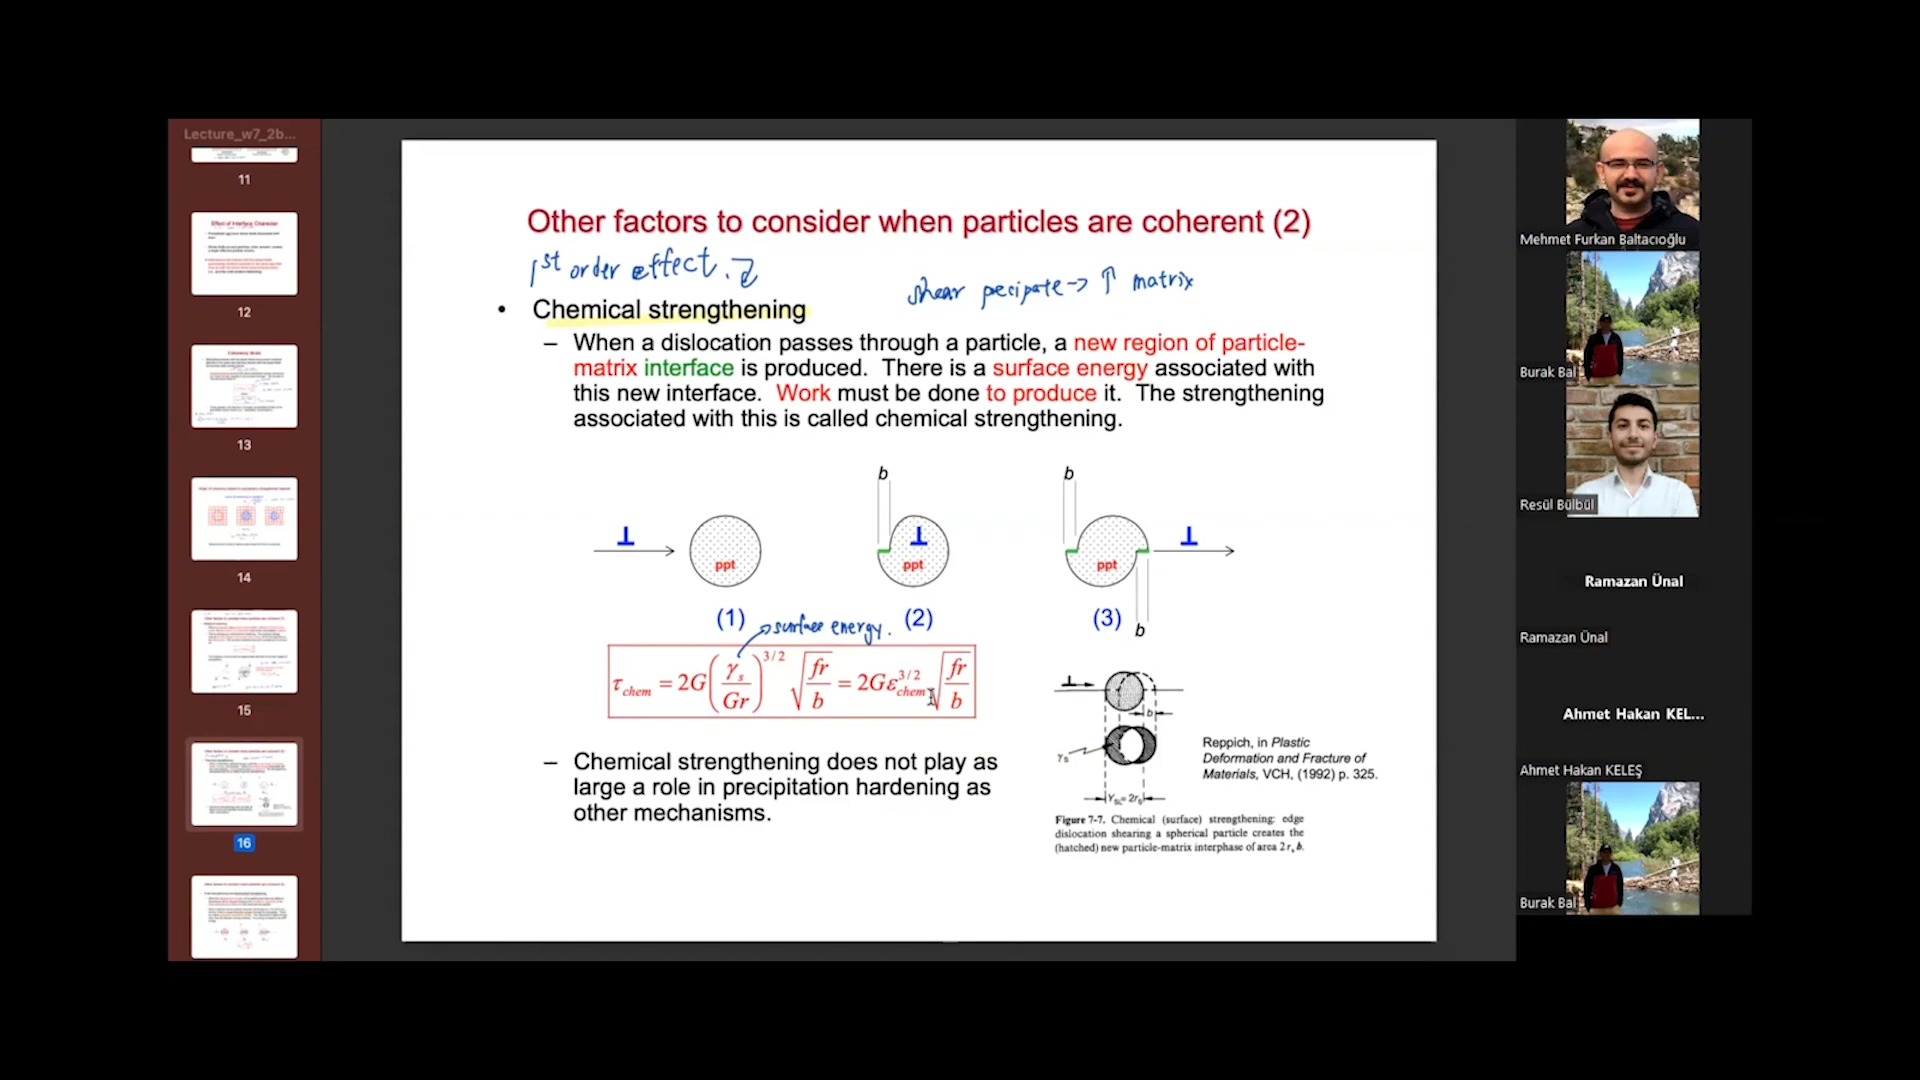 Lecture_w7_2b...
11
12
13
14
15
16
Other factors to consider when particles are coherent (2)
1st order effect.
shear pecipate → ↑ matrix
• Chemical strengthening
– When a dislocation passes through a particle, a new region of particle-
matrix interface is produced. There is a surface energy associated with
this new interface. Work must be done to produce it. The strengthening
associated with this is called chemical strengthening.
b
b
⊥
⊥
⊥
ppt
ppt
ppt
(1)
(2)
(3)
b
surface energy.
τchem = 2G(γs/Gr)^3/2 √(fr/b) = 2Gεchem^3/2 √(fr/b)
– Chemical strengthening does not play as
large a role in precipitation hardening as
other mechanisms.
b
γs
Reppich, in Plastic
Deformation and Fracture of
Materials, VCH, (1992) p. 325.
Figure 7-7. Chemical (surface) strengthening: edge
dislocation shearing a spherical particle creates the
(hatched) new particle-matrix interphase of area 2rs b.
Mehmet Furkan Baltacıoğlu
Burak Bal
Resül Bülbül
Ramazan Ünal
Ramazan Ünal
Ahmet Hakan KEL...
Ahmet Hakan KELEŞ
Burak Bal